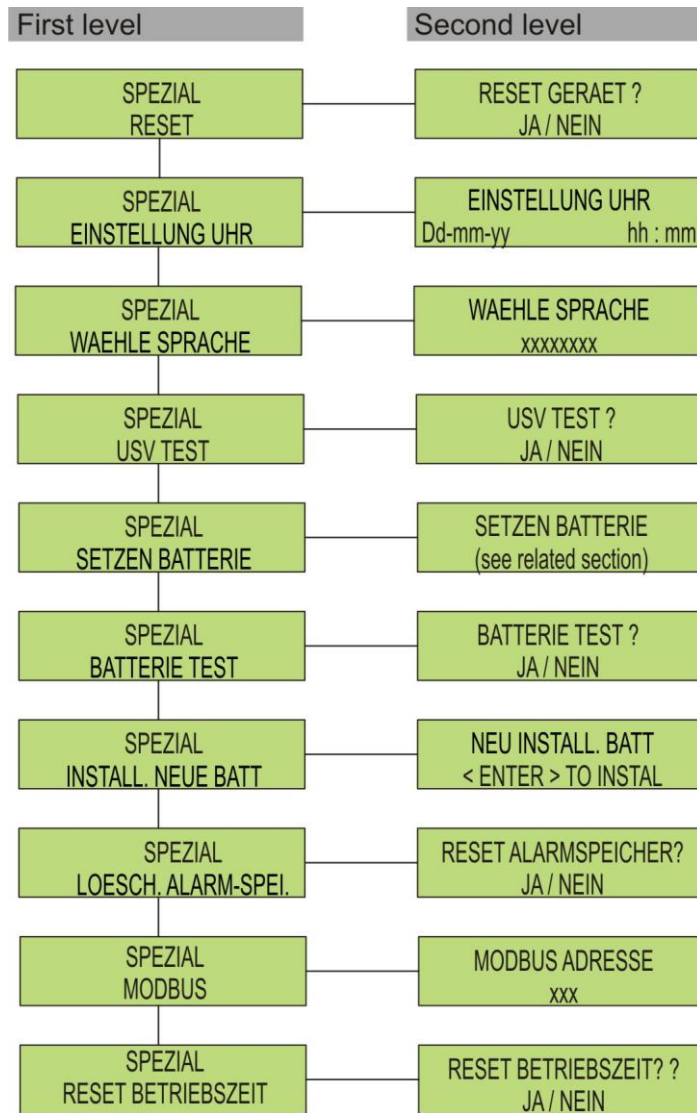 First level
Second level
SPEZIAL
RESET
RESET GERAET ?
JA / NEIN
SPEZIAL
EINSTELLUNG UHR
EINSTELLUNG UHR
Dd-mm-yy hh : mm
SPEZIAL
WAEHLE SPRACHE
WAEHLE SPRACHE
xxxxxxxx
SPEZIAL
USV TEST
USV TEST ?
JA / NEIN
SPEZIAL
SETZEN BATTERIE
SETZEN BATTERIE
(see related section)
SPEZIAL
BATTERIE TEST
BATTERIE TEST ?
JA / NEIN
SPEZIAL
INSTALL. NEUE BATT
NEU INSTALL. BATT
< ENTER > TO INSTAL
SPEZIAL
LOESCH. ALARM-SPEI.
RESET ALARMSPEICHER?
JA / NEIN
SPEZIAL
MODBUS
MODBUS ADRESSE
xxx
SPEZIAL
RESET BETRIEBSZEIT
RESET BETRIEBSZEIT? ?
JA / NEIN